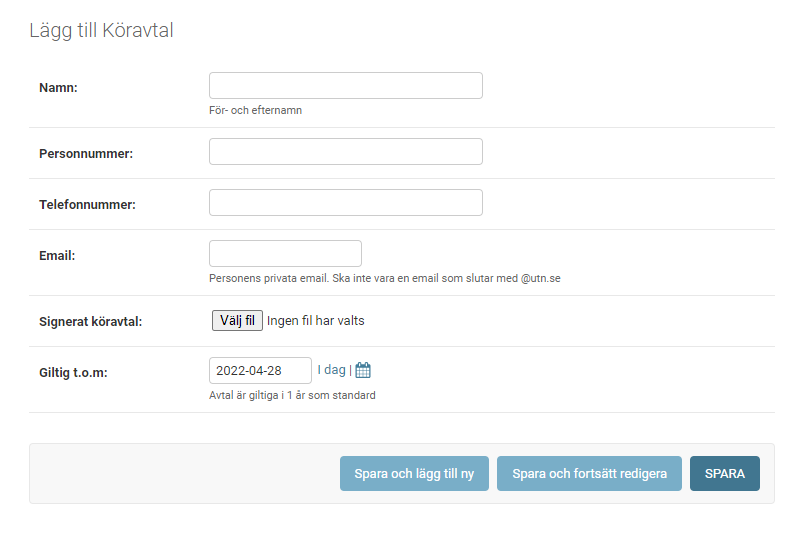 Lägg till Köravtal
Namn:
För- och efternamn
Personnummer:
Telefonnummer:
Email:
Personens privata email. Ska inte vara en email som slutar med @utn.se
Signerat köravtal: Välj fil Ingen fil har valts
Giltig t.o.m: 2022-04-28 I dag |
Avtal är giltiga i 1 år som standard
Spara och lägg till ny Spara och fortsätt redigera SPARA